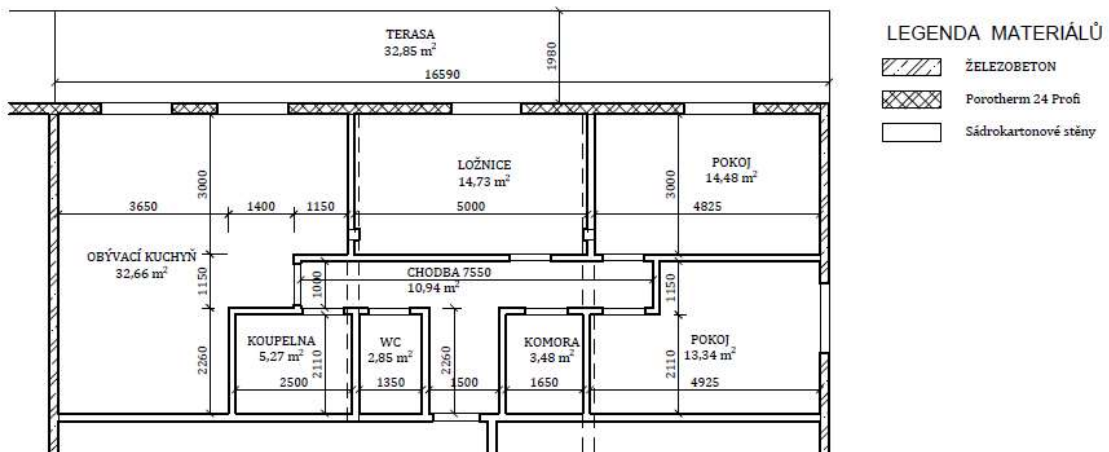 TERASA
32,85 m²
1980
16590
LEGENDA MATERIÁLŮ
ŽELEZOBETON
Porotherm 24 Profi
Sádrokartonové stěny
LOŽNICE
14,73 m²
POKOJ
14,48 m²
3000
3000
3650
1400
1150
5000
4825
OBÝVACÍ KUCHYŇ
32,66 m²
CHODBA 7550
10,94 m²
1150
1000
1150
KOUPELNA
5,27 m²
WC
2,85 m²
KOMORA
3,48 m²
POKOJ
13,34 m²
2260
2110
2260
2110
2500
1350
1500
1650
4925